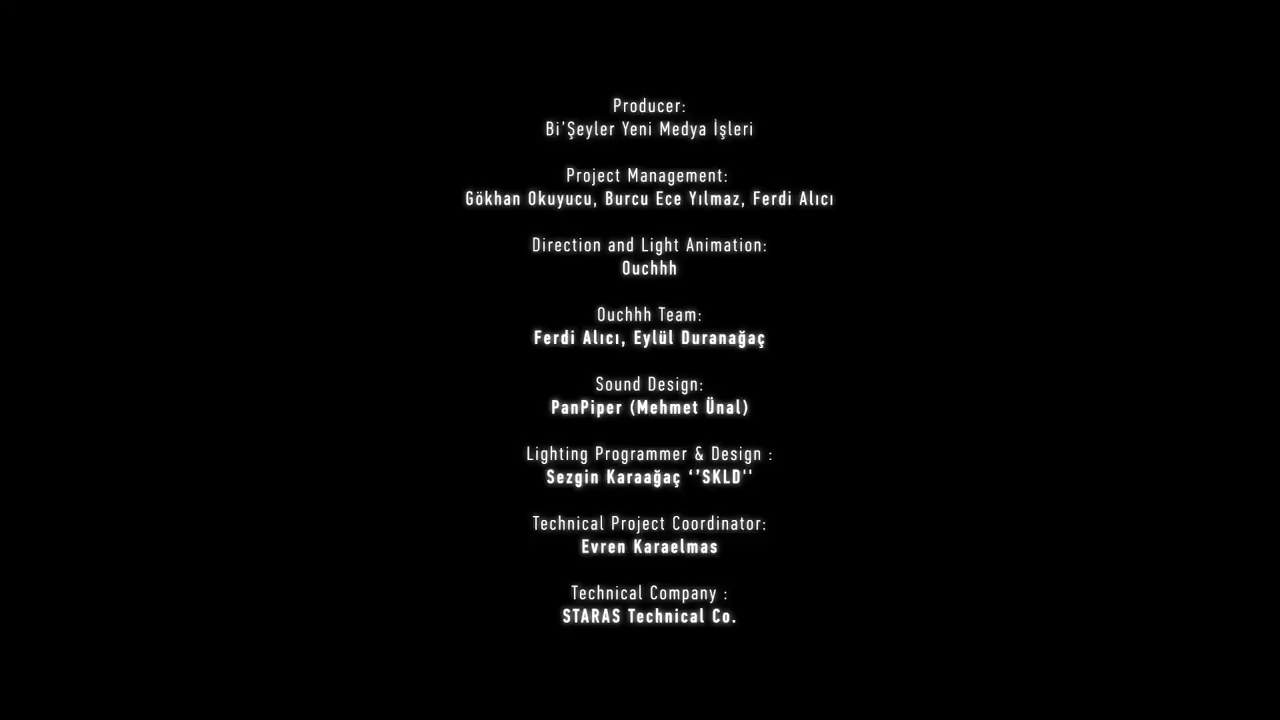 Producer:
Bi'Şeyler Yeni Medya İşleri
Project Management:
Gökhan Okuyucu, Burcu Ece Yılmaz, Ferdi Alıcı
Direction and Light Animation:
Ouchhh
Ouchhh Team:
Ferdi Alıcı, Eylül Duranağaç
Sound Design:
PanPiper (Mehmet Ünal)
Lighting Programmer & Design :
Sezgin Karaağaç ‘’SKLD''
Technical Project Coordinator:
Evren Karaelmas
Technical Company :
STARAS Technical Co.